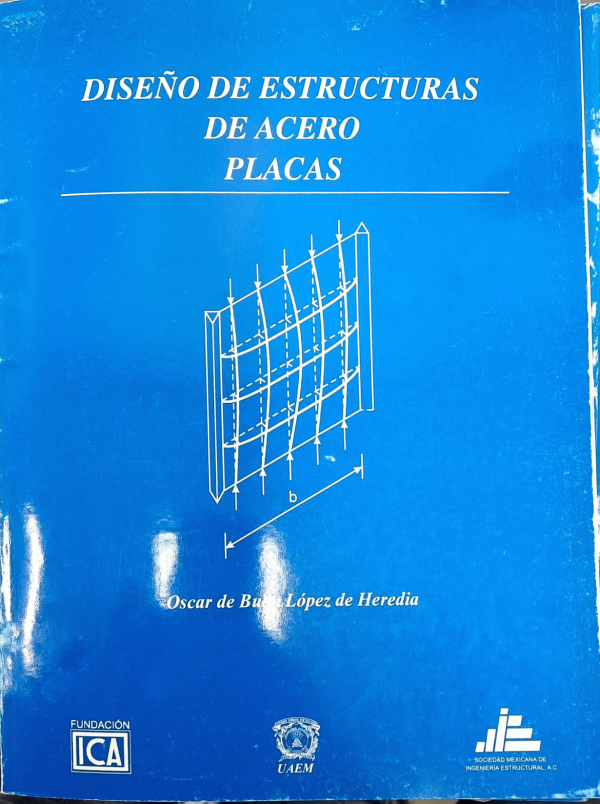 DISEÑO DE ESTRUCTURAS
DE ACERO
PLACAS
b
Oscar de Buen López de Heredia
FUNDACIÓN
ICA
UAEM
SOCIEDAD MEXICANA DE
INGENIERÍA ESTRUCTURAL, A.C.